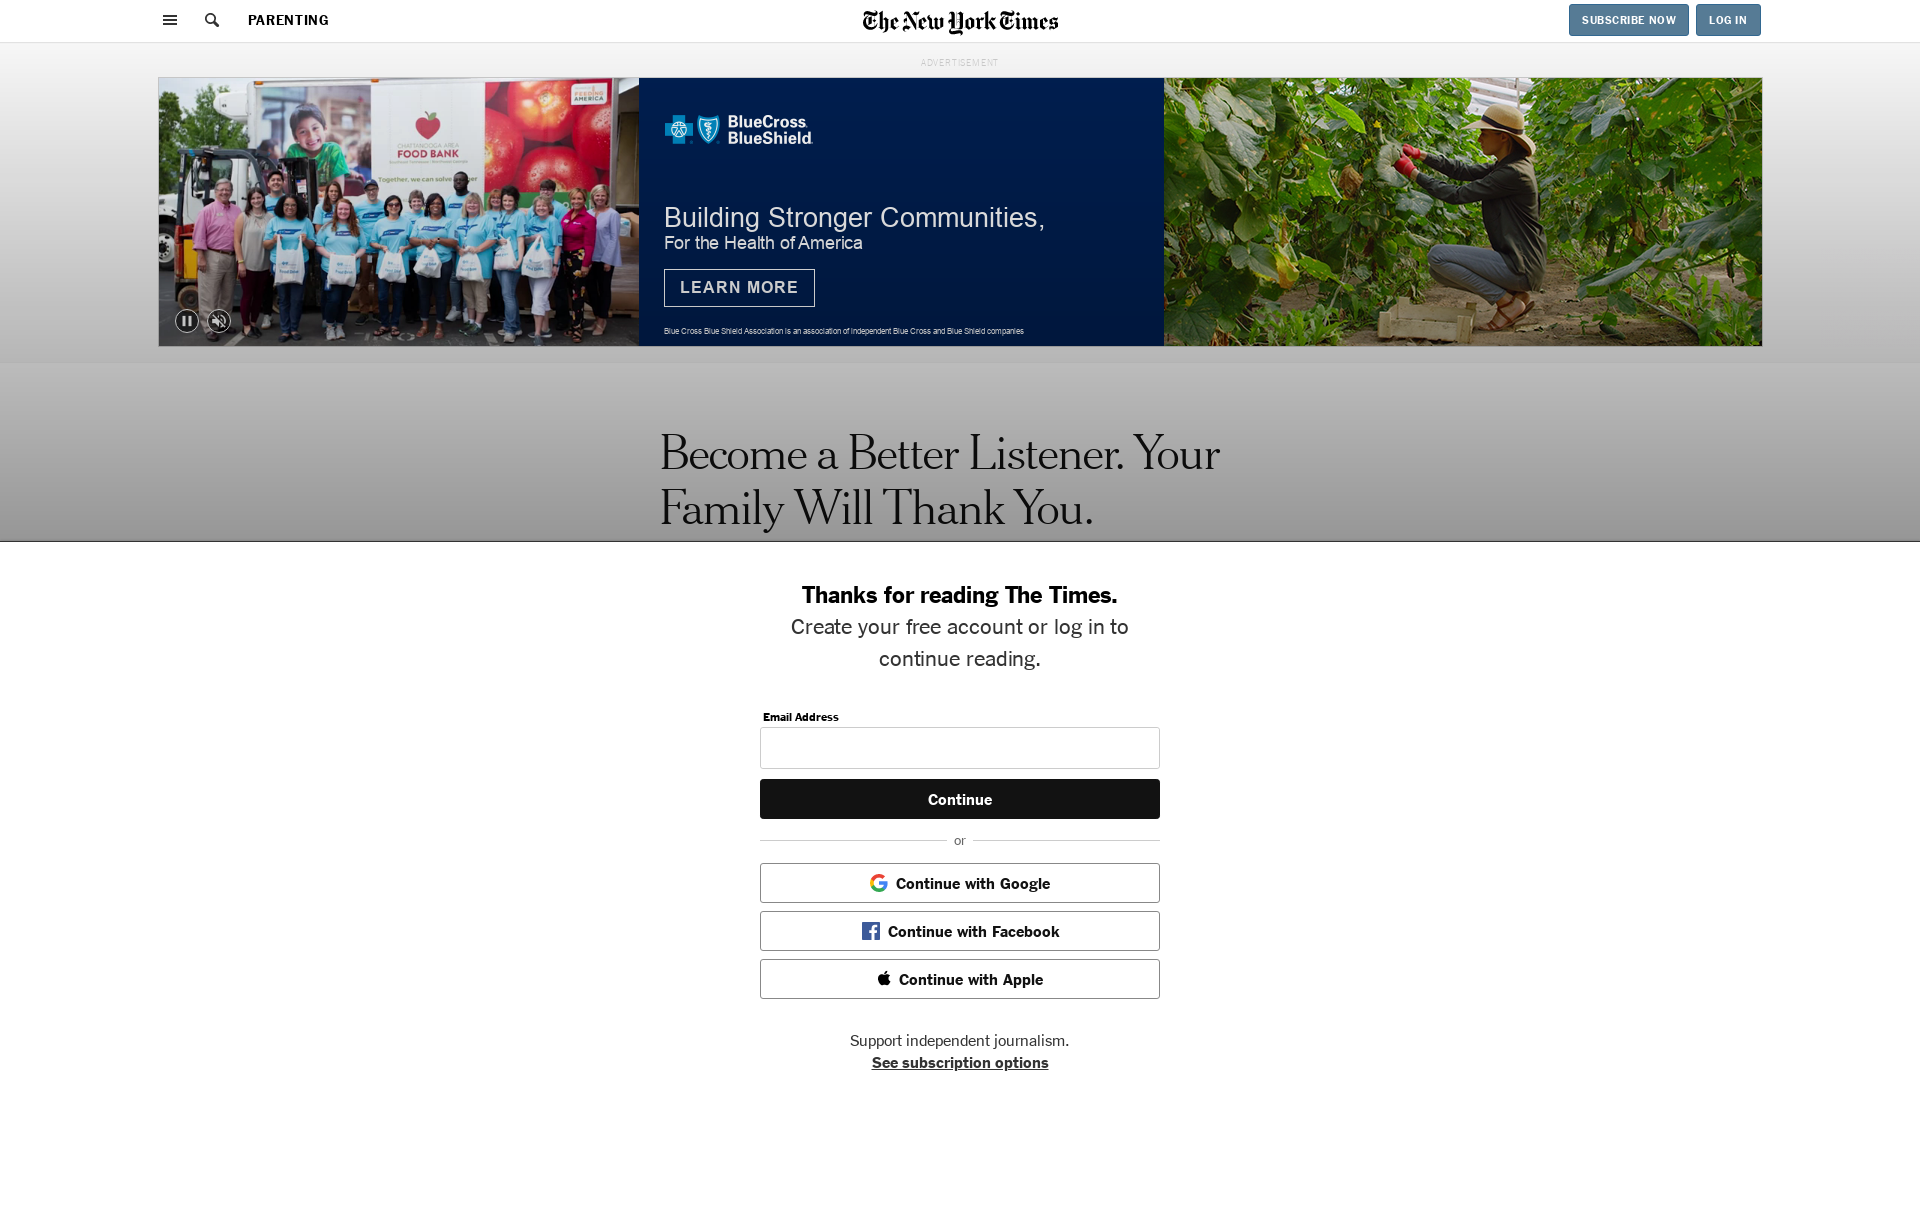 PARENTING
The New York Times
SUBSCRIBE NOW
LOG IN
ADVERTISEMENT
FEEDING
AMERICA
CHATTANOOGA AREA
FOOD BANK
Together, we can solve hunger
BlueCross
BlueShield
Building Stronger Communities,
For the Health of America
LEARN MORE
Blue Cross Blue Shield Association is an association of independent Blue Cross and Blue Shield companies
Become a Better Listener. Your
Family Will Thank You.
Thanks for reading The Times.
Create your free account or log in to
continue reading.
Email Address
Continue
or
Continue with Google
Continue with Facebook
Continue with Apple
Support independent journalism.
See subscription options